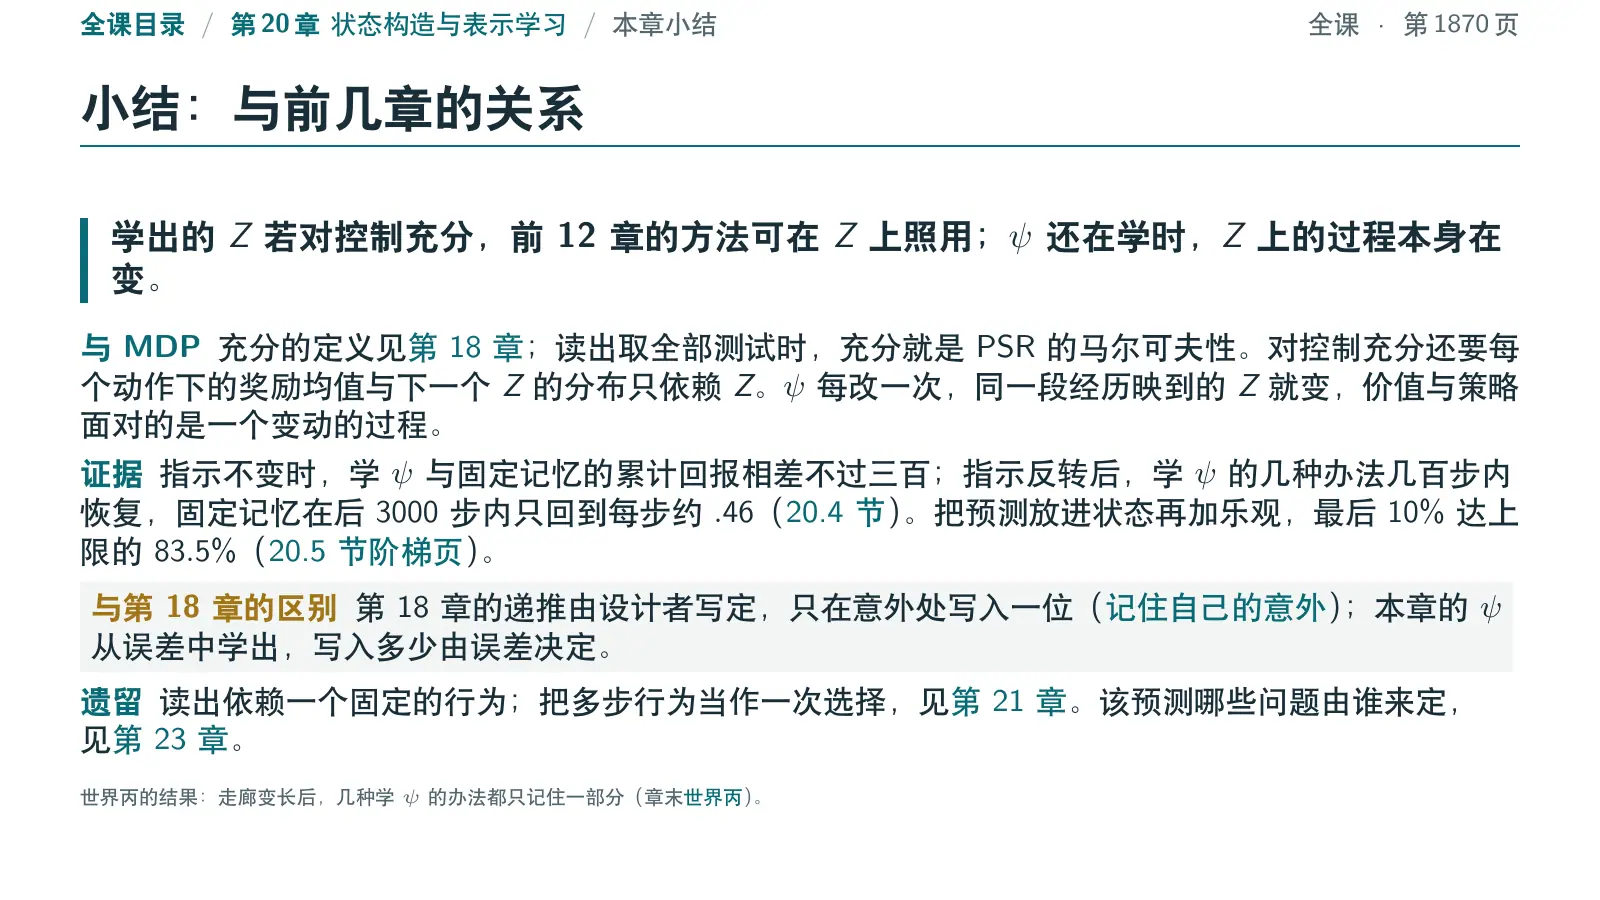 全课目录 / 第 20 章 状态构造与表示学习 / 本章小结
全课 · 第 1870 页
小结：与前几章的关系
学出的 Z 若对控制充分，前 12 章的方法可在 Z 上照用；ψ 还在学时，Z 上的过程本身在
变。
与 MDP 充分的定义见第 18 章；读出取全部测试时，充分就是 PSR 的马尔可夫性。对控制充分还要每
个动作下的奖励均值与下一个 Z 的分布只依赖 Z。ψ 每改一次，同一段经历映到的 Z 就变，价值与策略
面对的是一个变动的过程。
证据 指示不变时，学 ψ 与固定记忆的累计回报相差不过三百；指示反转后，学 ψ 的几种办法几百步内
恢复，固定记忆在后 3000 步内只回到每步约 .46（20.4 节）。把预测放进状态再加乐观，最后 10% 达上
限的 83.5%（20.5 节阶梯页）。
与第 18 章的区别 第 18 章的递推由设计者写定，只在意外处写入一位（记住自己的意外）；本章的 ψ
从误差中学出，写入多少由误差决定。
遗留 读出依赖一个固定的行为；把多步行为当作一次选择，见第 21 章。该预测哪些问题由谁来定，
见第 23 章。
世界丙的结果：走廊变长后，几种学 ψ 的办法都只记住一部分（章末世界丙）。